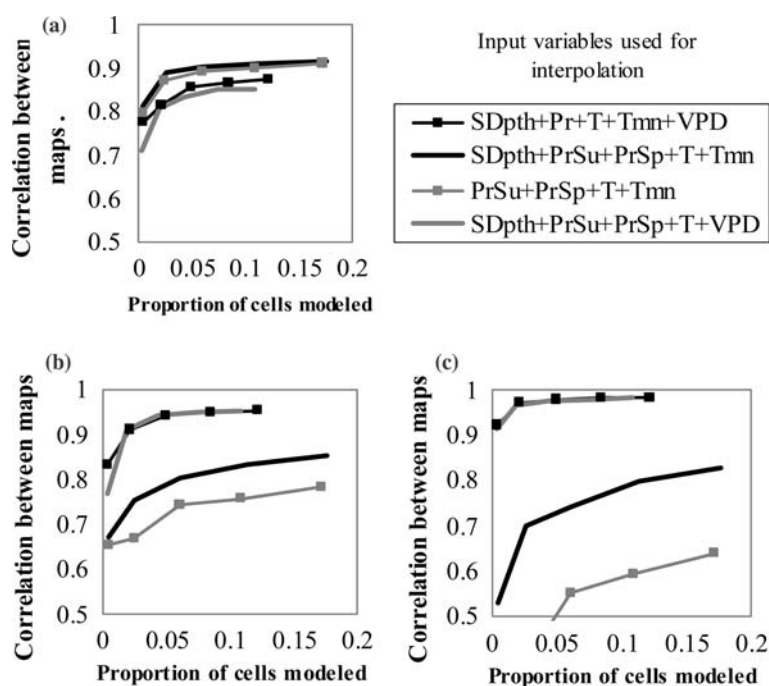 (a)
1
0.9
0.8
0.7
0.6
0.5
Correlation between
maps .
0 0.05 0.1 0.15 0.2
Proportion of cells modeled
Input variables used for
interpolation
SDpth+Pr+T+Tmn+VPD
SDpth+PrSu+PrSp+T+Tmn
PrSu+PrSp+T+Tmn
SDpth+PrSu+PrSp+T+VPD
(b)
1
0.9
0.8
0.7
0.6
0.5
Correlation between maps
0 0.05 0.1 0.15 0.2
Proportion of cells modeled
(c)
1
0.9
0.8
0.7
0.6
0.5
Correlation between maps
0 0.05 0.1 0.15 0.2
Proportion of cells modeled